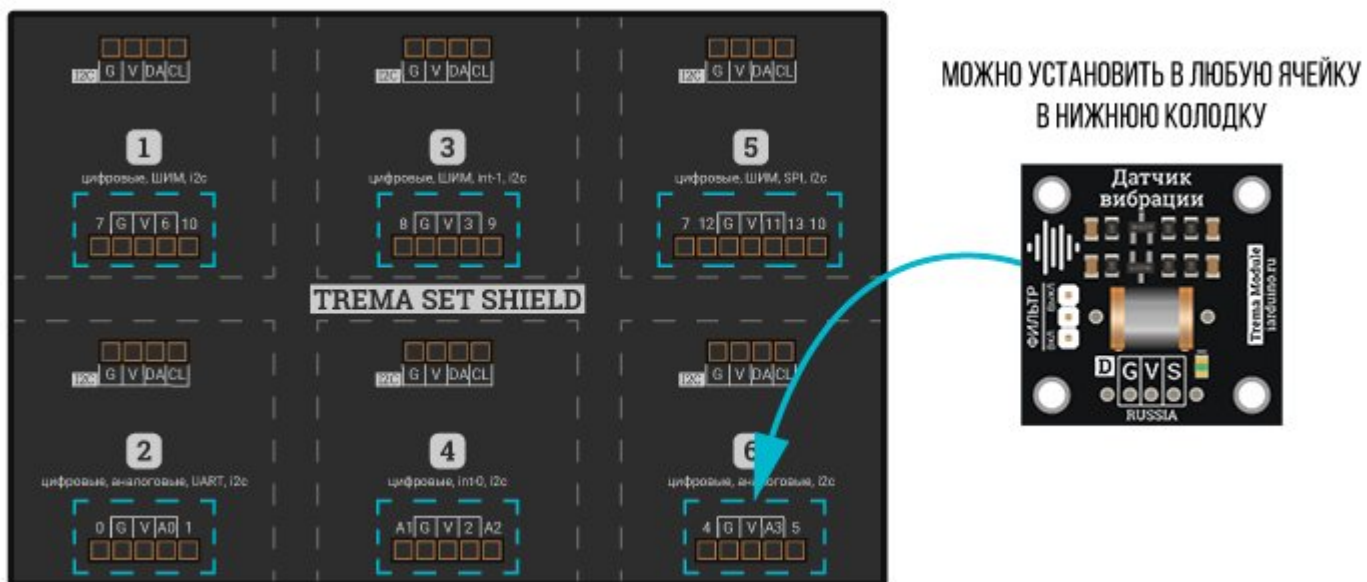 I2C G V DA CL
I2C G V DA CL
I2C G V DA CL
МОЖНО УСТАНОВИТЬ В ЛЮБУЮ ЯЧЕЙКУ
В НИЖНЮЮ КОЛОДКУ
1
цифровые, ШИМ, i2c
3
цифровые, ШИМ, int-1, i2c
5
цифровые, ШИМ, SPI, i2c
7 G V 6 10
8 G V 3 9
7 12 G V 11 13 10
TREMA SET SHIELD
I2C G V DA CL
I2C G V DA CL
I2C G V DA CL
2
цифровые, аналоговые, UART, i2c
4
цифровые, int-0, i2c
6
цифровые, аналоговые, i2c
0 G V A0 1
A1 G V 2 A2
4 G V A3 5
Датчик
вибрации
ФИЛЬТР
ВКЛ ВЫКЛ
Trema Module
iarduino.ru
D G V S
RUSSIA